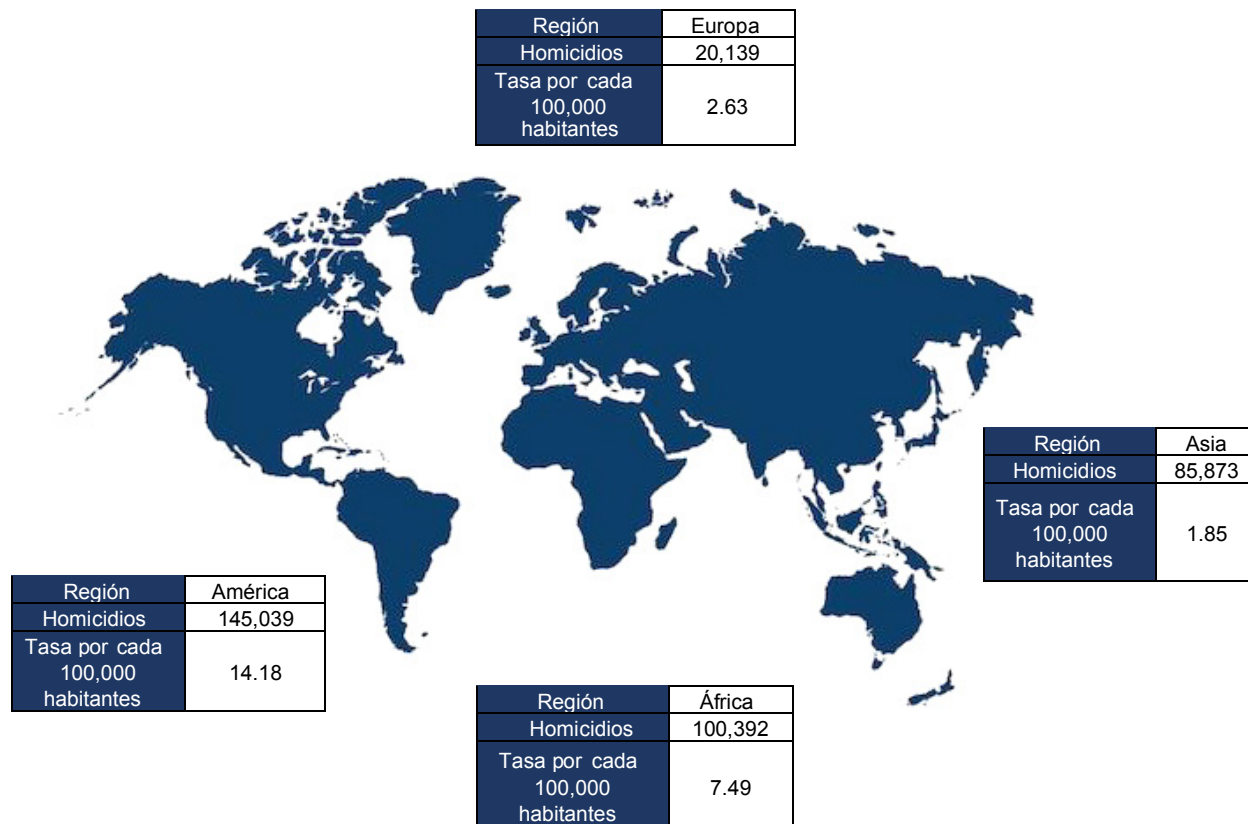 Región Europa
Homicidios 20,139
Tasa por cada
100,000
habitantes
2.63
Región Asia
Homicidios 85,873
Tasa por cada
100,000
habitantes
1.85
Región América
Homicidios 145,039
Tasa por cada
100,000
habitantes
14.18
Región África
Homicidios 100,392
Tasa por cada
100,000
habitantes
7.49